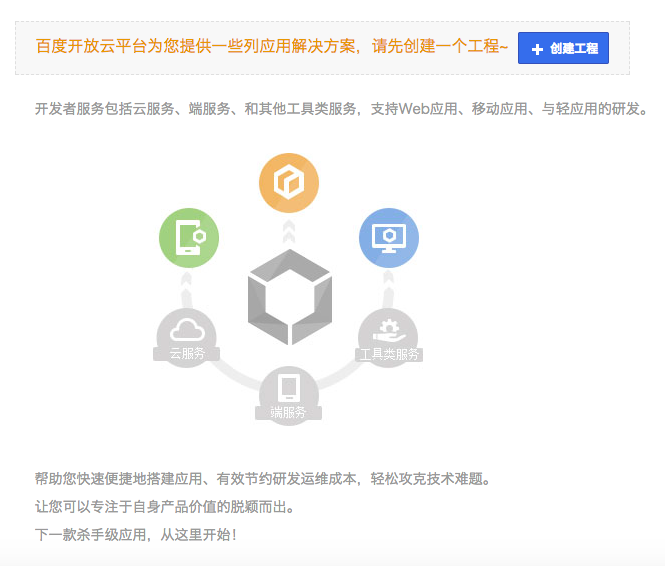 百度开放云平台为您提供一些列应用解决方案，请先创建一个工程~
+ 创建工程
开发者服务包括云服务、端服务、和其他工具类服务，支持Web应用、移动应用、与轻应用的研发。
云服务
工具类服务
端服务
帮助您快速便捷地搭建应用、有效节约研发运维成本，轻松攻克技术难题。
让您可以专注于自身产品价值的脱颖而出。
下一款杀手级应用，从这里开始！